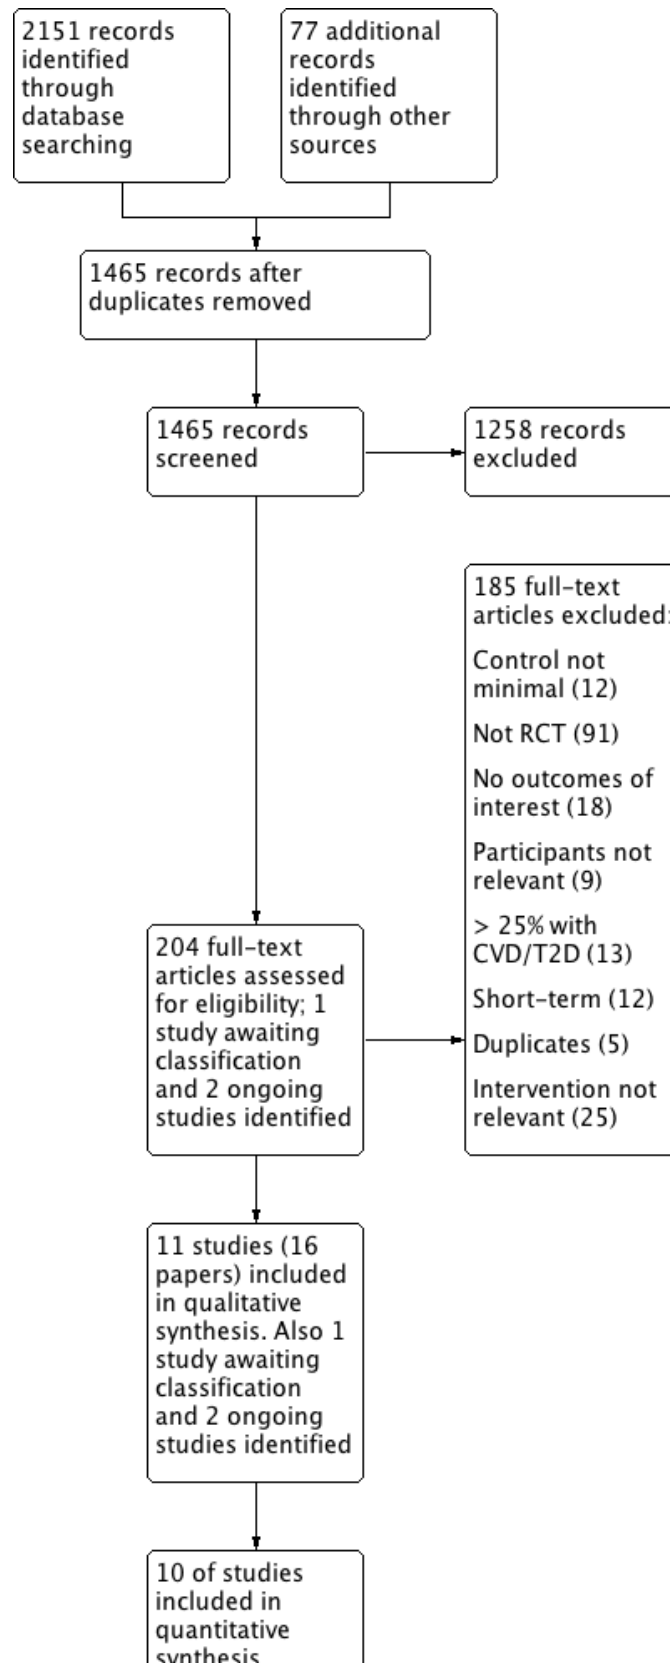 2151 records
identified
through
database
searching
77 additional
records
identified
through other
sources
1465 records after
duplicates removed
1465 records
screened
1258 records
excluded
185 full-text
articles excluded:
Control not
minimal (12)
Not RCT (91)
No outcomes of
interest (18)
Participants not
relevant (9)
> 25% with
CVD/T2D (13)
Short-term (12)
Duplicates (5)
Intervention not
relevant (25)
204 full-text
articles assessed
for eligibility; 1
study awaiting
classification
and 2 ongoing
studies identified
11 studies (16
papers) included
in qualitative
synthesis. Also 1
study awaiting
classification
and 2 ongoing
studies identified
10 of studies
included in
quantitative
synthesis